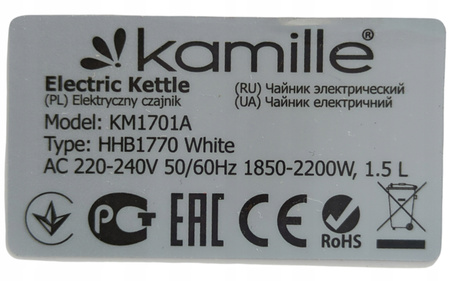 kamille®
Electric Kettle
(PL) Elektryczny czajnik
(RU) Чайник электрический
(UA) Чайник електричний
Model: KM1701A
Type: HHB1770 White
AC 220-240V 50/60Hz 1850-2200W, 1.5 L
РСТ EAC CE RoHS